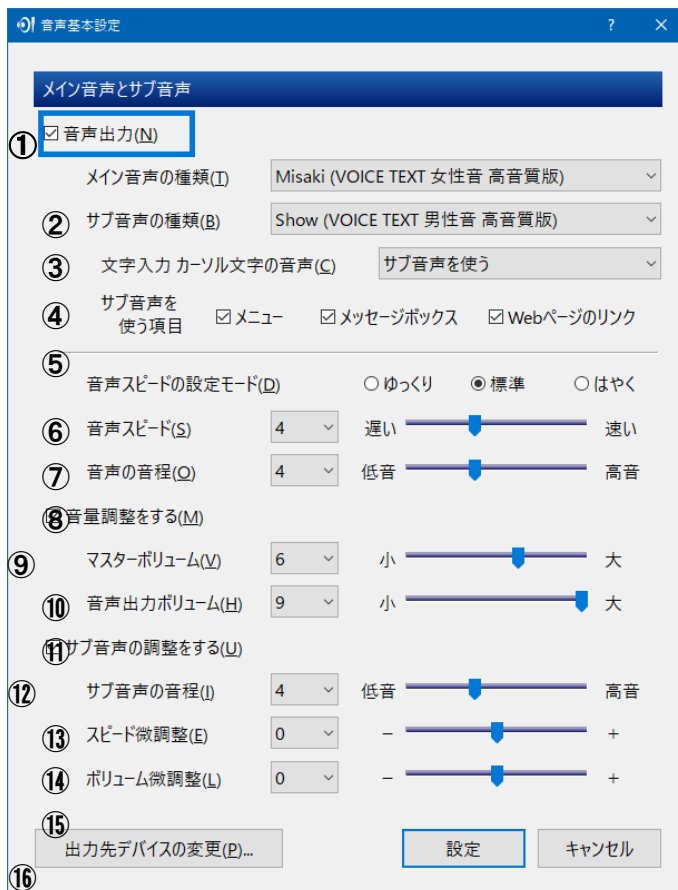 音声基本設定 ? ×
メイン音声とサブ音声
① 音声出力(N)
メイン音声の種類(T) Misaki (VOICE TEXT 女性音 高音質版)
② サブ音声の種類(B) Show (VOICE TEXT 男性音 高音質版)
③ 文字入力 カーソル文字の音声(C) サブ音声を使う
④ サブ音声を使う項目 メニュー メッセージボックス Webページのリンク
⑤
音声スピードの設定モード(D) ゆっくり 標準 はやく
⑥ 音声スピード(S) 4 遅い 速い
⑦ 音声の音程(O) 4 低音 高音
⑧ 音量調整をする(M)
⑨ マスターボリューム(V) 6 小 大
⑩ 音声出力ボリューム(H) 9 小 大
⑪ サブ音声の調整をする(U)
⑫ サブ音声の音程(I) 4 低音 高音
⑬ スピード微調整(E) 0 − +
⑭ ボリューム微調整(L) 0 − +
⑮
出力先デバイスの変更(P)... 設定 キャンセル
⑯